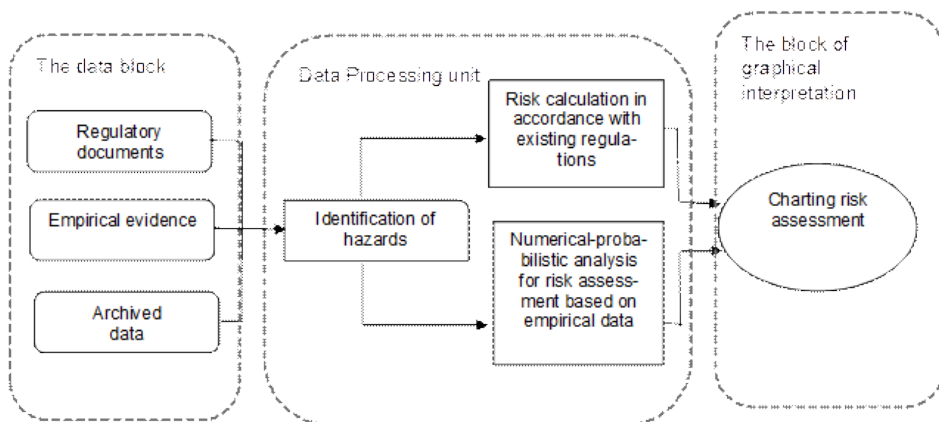 The data block
Regulatory
documents
Empirical evidence
Archived
data
Data Processing unit
Identification of
hazards
Risk calculation in
accordance with
existing regula-
tions
Numerical-proba-
bilistic analysis
for risk assess-
ment based on
empirical data
The block of
graphical
interpretation
Charting risk
assessment